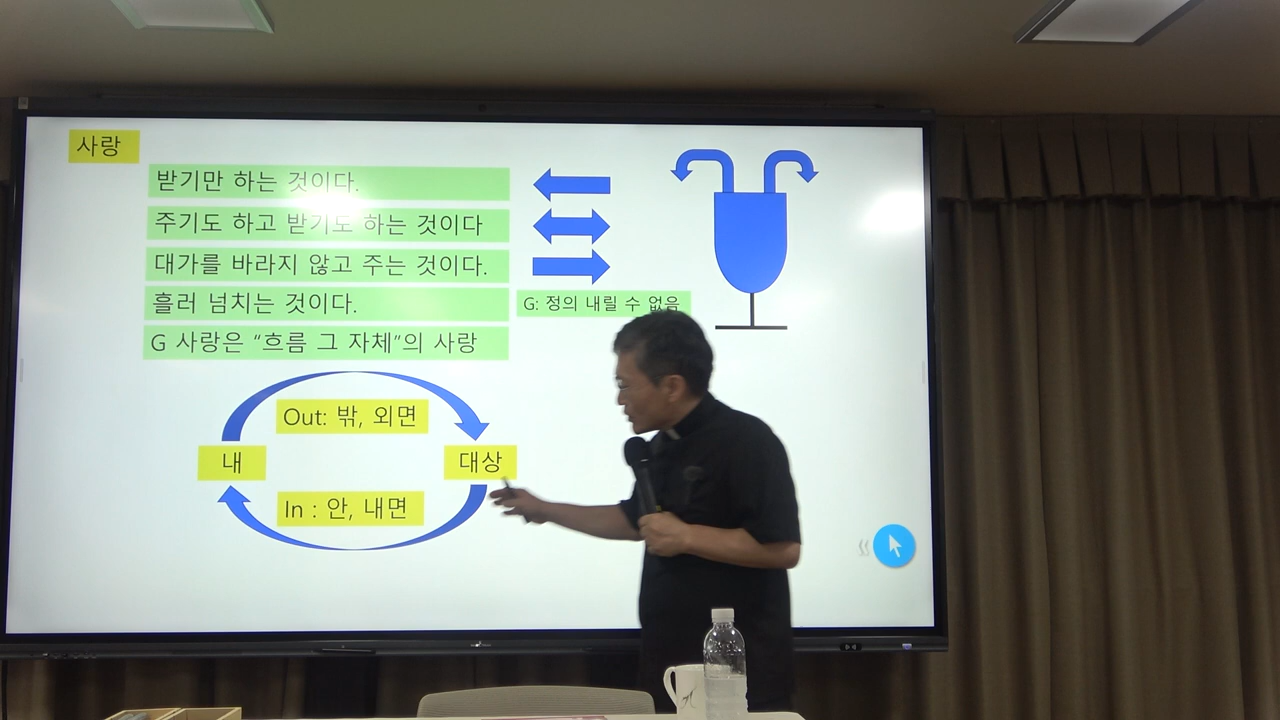 사랑
받기만 하는 것이다.
주기도 하고 받기도 하는 것이다
대가를 바라지 않고 주는 것이다.
흘러 넘치는 것이다.
G: 정의 내릴 수 없음
G 사랑은 “흐름 그 자체”의 사랑
Out: 밖, 외면
내
대상
In : 안, 내면